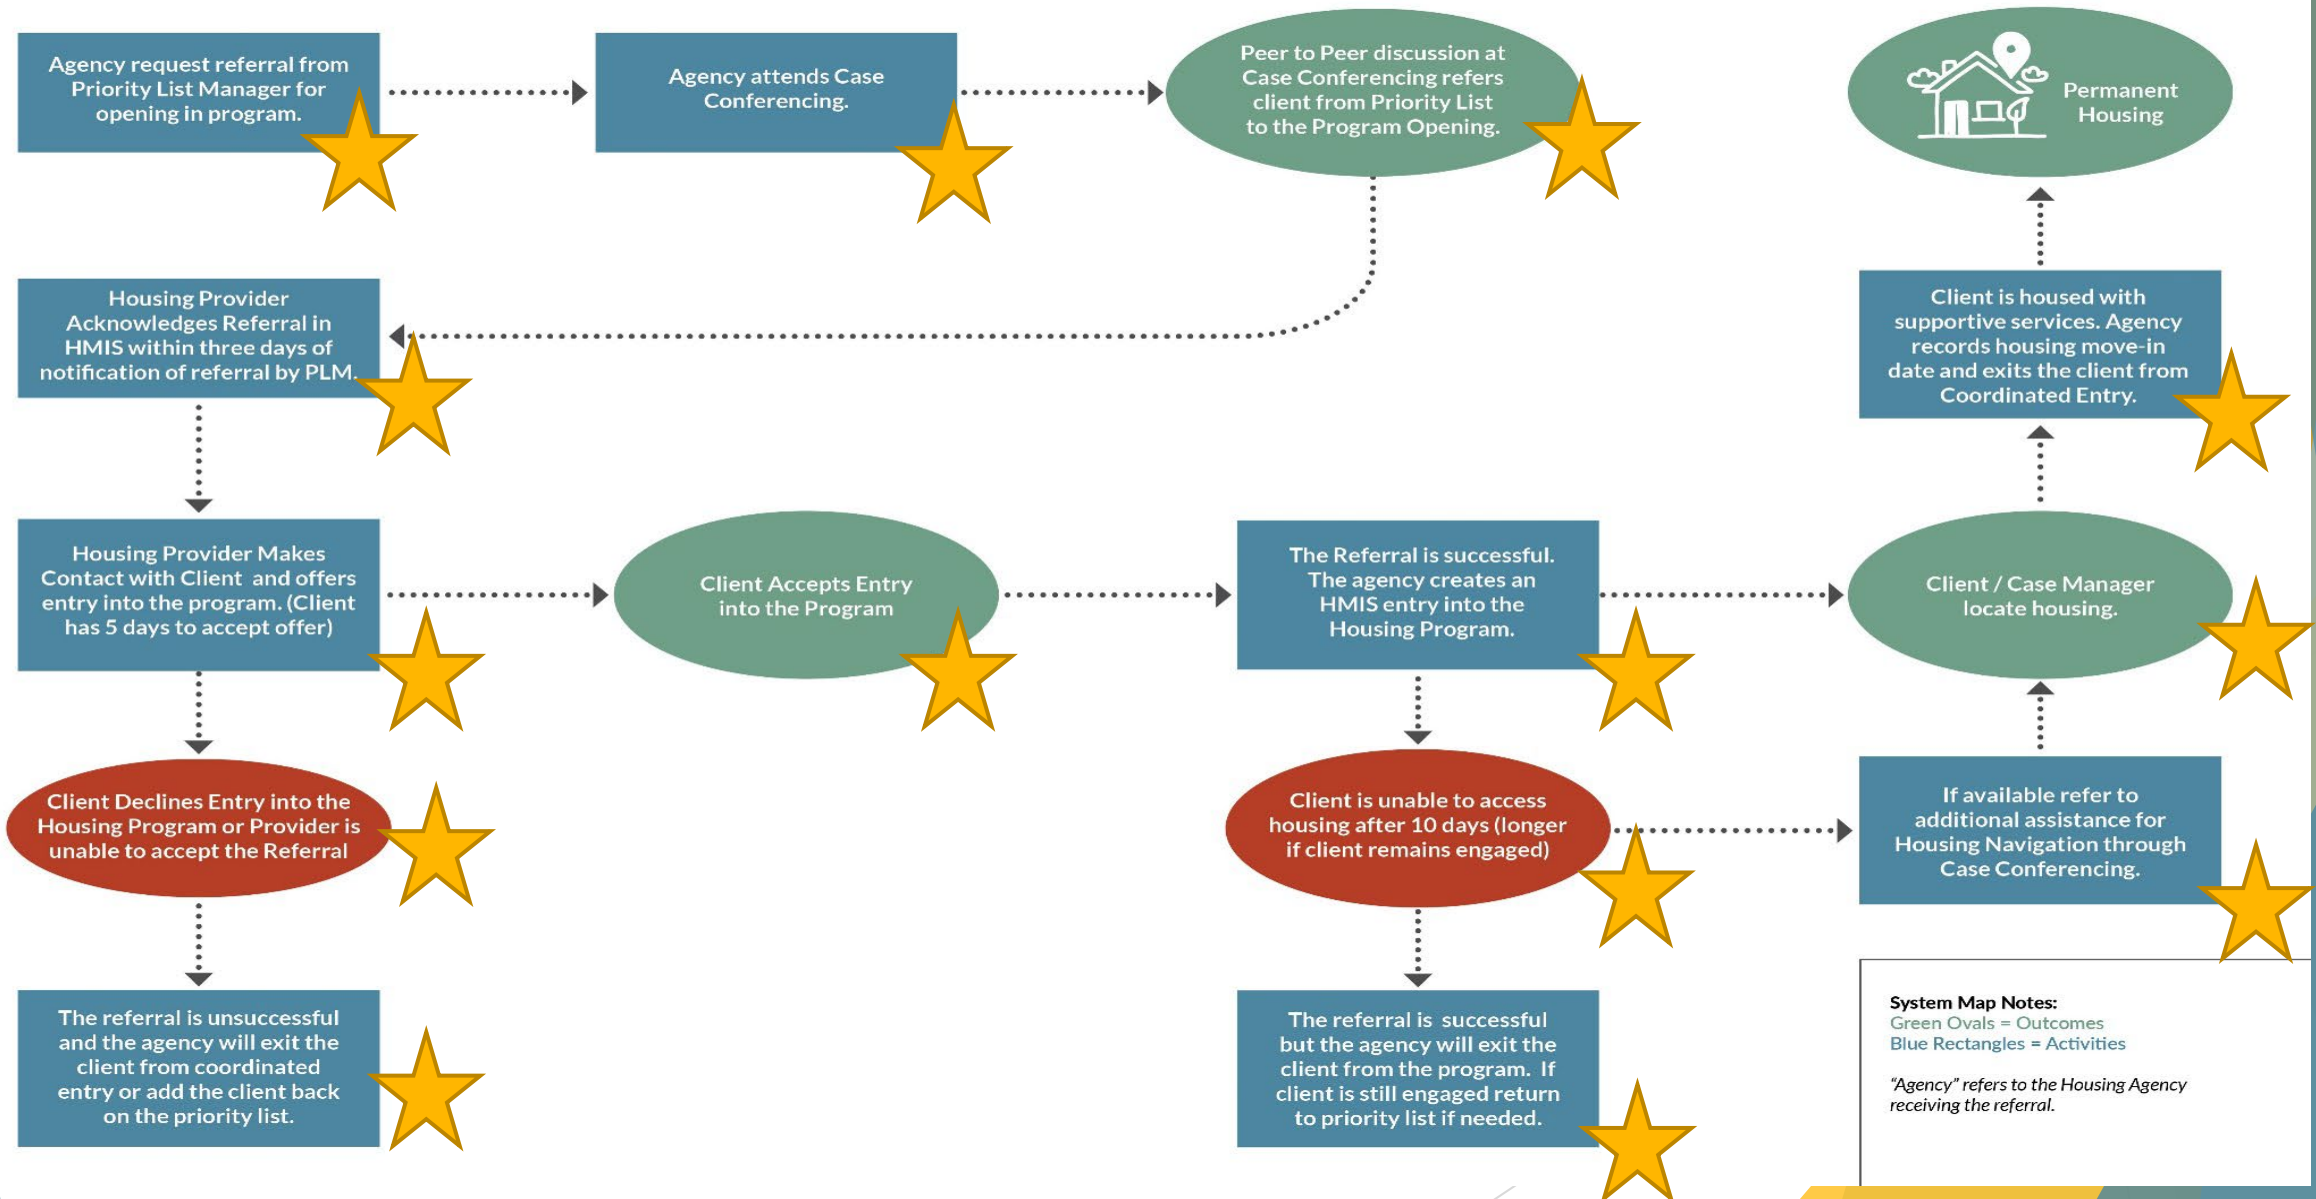 Agency request referral from
Priority List Manager for
opening in program.
Agency attends Case
Conferencing.
Peer to Peer discussion at
Case Conferencing refers
client from Priority List
to the Program Opening.
Permanent
Housing
Housing Provider
Acknowledges Referral in
HMIS within three days of
notification of referral by PLM.
Client is housed with
supportive services. Agency
records housing move-in
date and exits the client from
Coordinated Entry.
Housing Provider Makes
Contact with Client and offers
entry into the program. (Client
has 5 days to accept offer)
Client Accepts Entry
into the Program
The Referral is successful.
The agency creates an
HMIS entry into the
Housing Program.
Client / Case Manager
locate housing.
Client Declines Entry into the
Housing Program or Provider is
unable to accept the Referral
Client is unable to access
housing after 10 days (longer
if client remains engaged)
If available refer to
additional assistance for
Housing Navigation through
Case Conferencing.
The referral is unsuccessful
and the agency will exit the
client from coordinated
entry or add the client back
on the priority list.
The referral is successful
but the agency will exit the
client from the program. If
client is still engaged return
to priority list if needed.
System Map Notes:
Green Ovals = Outcomes
Blue Rectangles = Activities
"Agency" refers to the Housing Agency
receiving the referral.